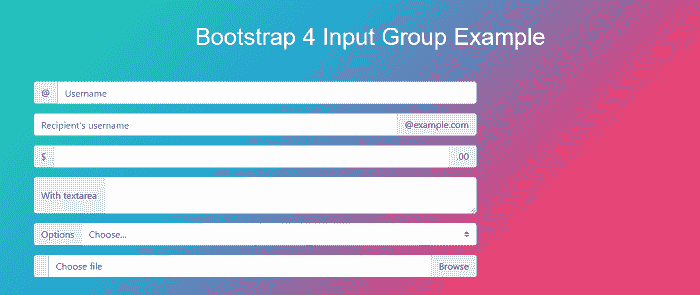 Bootstrap 4 Input Group Example
@ Username
Recipient's username @example.com
$ .00
With textarea
Options Choose...
Choose file Browse